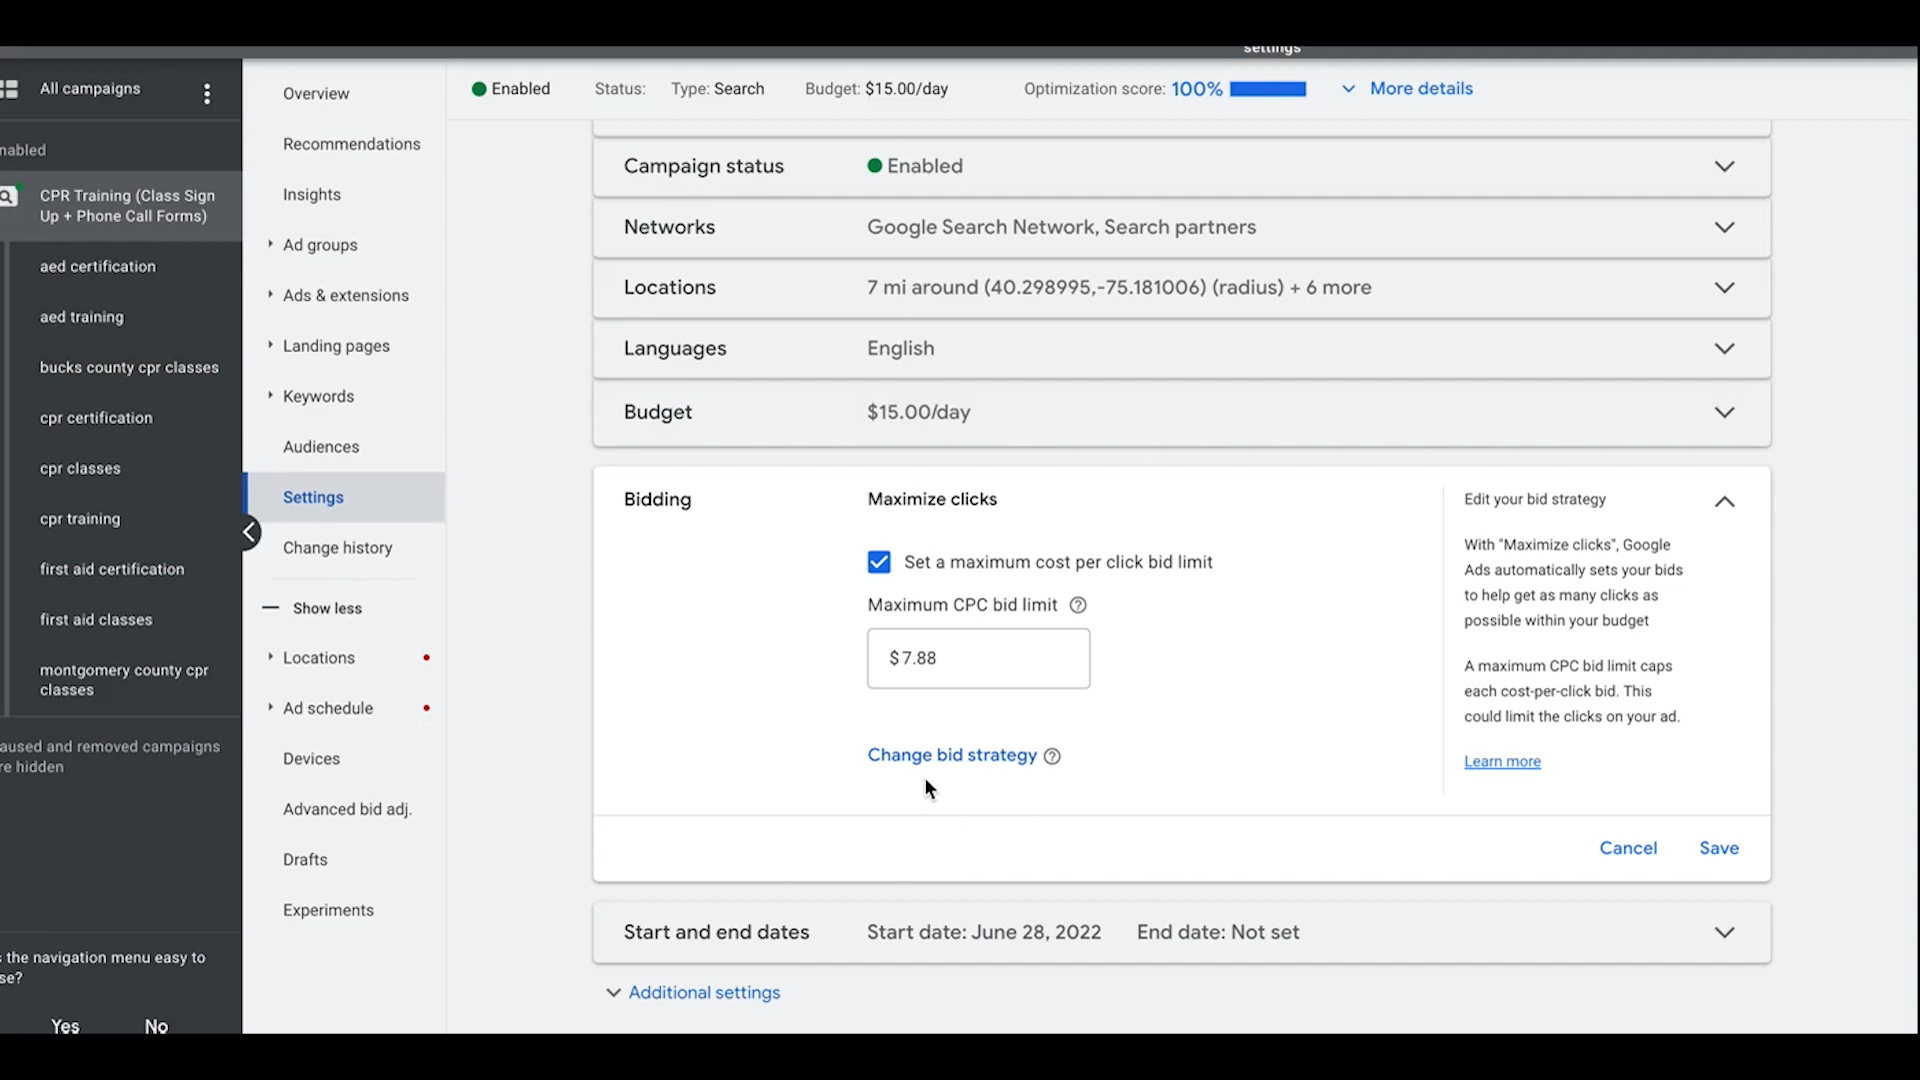 settings
All campaigns
nabled
CPR Training (Class Sign
Up + Phone Call Forms)
aed certification
aed training
bucks county cpr classes
cpr certification
cpr classes
cpr training
first aid certification
first aid classes
montgomery county cpr
classes
aused and removed campaigns
re hidden
s the navigation menu easy to
se?
Yes No
Overview
Recommendations
Insights
Ad groups
Ads & extensions
Landing pages
Keywords
Audiences
Settings
Change history
Show less
Locations
Ad schedule
Devices
Advanced bid adj.
Drafts
Experiments
Enabled Status: Type: Search Budget: $15.00/day Optimization score: 100% More details
Campaign status Enabled
Networks Google Search Network, Search partners
Locations 7 mi around (40.298995,-75.181006) (radius) + 6 more
Languages English
Budget $15.00/day
Bidding Maximize clicks
Set a maximum cost per click bid limit
Maximum CPC bid limit
$7.88
Change bid strategy
Edit your bid strategy
With "Maximize clicks", Google
Ads automatically sets your bids
to help get as many clicks as
possible within your budget
A maximum CPC bid limit caps
each cost-per-click bid. This
could limit the clicks on your ad.
Learn more
Cancel Save
Start and end dates Start date: June 28, 2022 End date: Not set
Additional settings